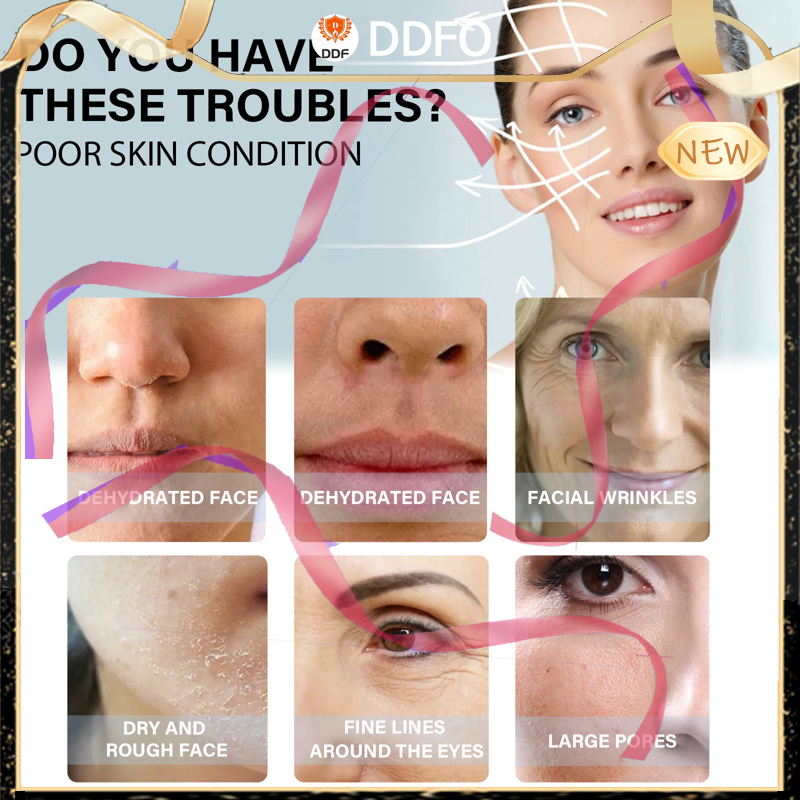 DDF
DDFO
DO YOU HAVE
THESE TROUBLES?
POOR SKIN CONDITION
NEW
DEHYDRATED FACE
DEHYDRATED FACE
FACIAL WRINKLES
DRY AND
ROUGH FACE
FINE LINES
AROUND THE EYES
LARGE PORES